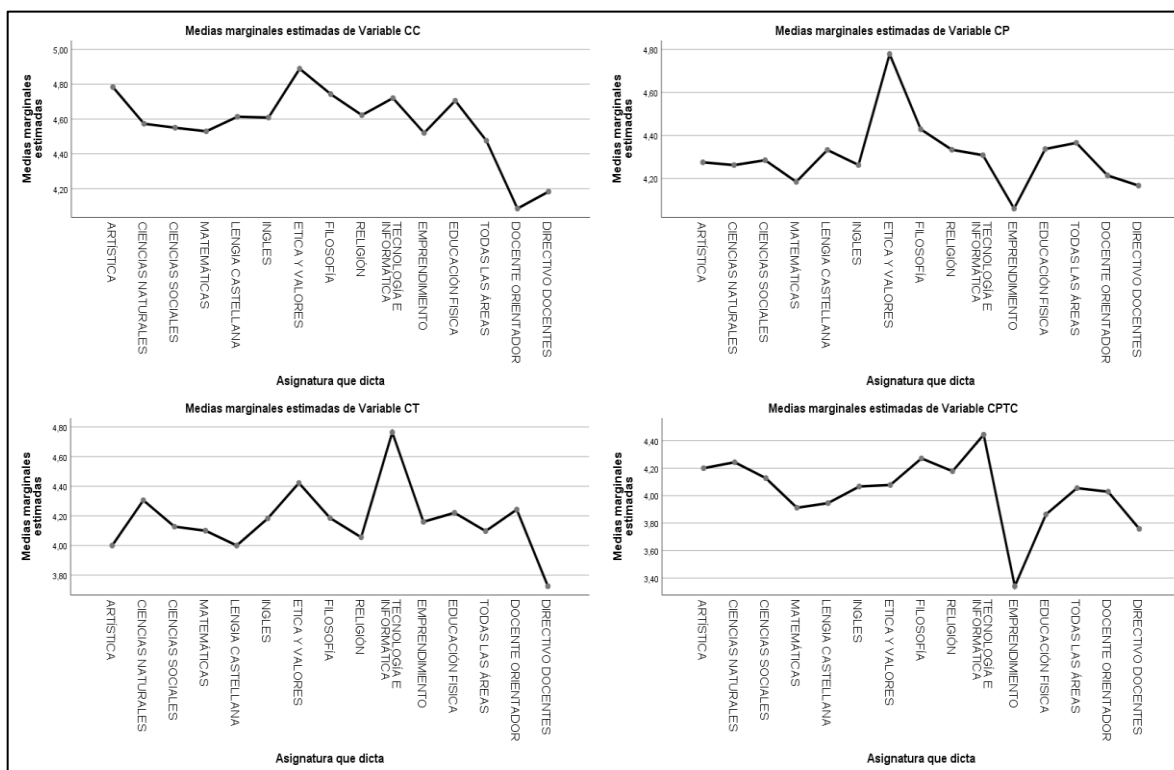 Medias marginales estimadas de Variable CC
Medias marginales
estimadas
5,00
4,80
4,60
4,40
4,20
ARTÍSTICA
CIENCIAS NATURALES
CIENCIAS SOCIALES
MATEMÁTICAS
LENGIA CASTELLANA
INGLES
ETICA Y VALORES
FILOSOFÍA
RELIGIÓN
TECNOLOGÍA E
INFORMÁTICA
EMPRENDIMIENTO
EDUCACIÓN FISICA
TODAS LAS ÁREAS
DOCENTE ORIENTADOR
DIRECTIVO DOCENTES
Asignatura que dicta
Medias marginales estimadas de Variable CP
Medias marginales
estimadas
4,80
4,60
4,40
4,20
ARTÍSTICA
CIENCIAS NATURALES
CIENCIAS SOCIALES
MATEMÁTICAS
LENGIA CASTELLANA
INGLES
ETICA Y VALORES
FILOSOFÍA
RELIGIÓN
TECNOLOGÍA E
INFORMÁTICA
EMPRENDIMIENTO
EDUCACIÓN FISICA
TODAS LAS ÁREAS
DOCENTE ORIENTADOR
DIRECTIVO DOCENTES
Asignatura que dicta
Medias marginales estimadas de Variable CT
Medias marginales
estimadas
4,80
4,60
4,40
4,20
4,00
3,80
ARTÍSTICA
CIENCIAS NATURALES
CIENCIAS SOCIALES
MATEMÁTICAS
LENGIA CASTELLANA
INGLES
ETICA Y VALORES
FILOSOFÍA
RELIGIÓN
TECNOLOGÍA E
INFORMÁTICA
EMPRENDIMIENTO
EDUCACIÓN FISICA
TODAS LAS ÁREAS
DOCENTE ORIENTADOR
DIRECTIVO DOCENTES
Asignatura que dicta
Medias marginales estimadas de Variable CPTC
Medias marginales
estimadas
4,40
4,20
4,00
3,80
3,60
3,40
ARTÍSTICA
CIENCIAS NATURALES
CIENCIAS SOCIALES
MATEMÁTICAS
LENGIA CASTELLANA
INGLES
ETICA Y VALORES
FILOSOFÍA
RELIGIÓN
TECNOLOGÍA E
INFORMÁTICA
EMPRENDIMIENTO
EDUCACIÓN FISICA
TODAS LAS ÁREAS
DOCENTE ORIENTADOR
DIRECTIVO DOCENTES
Asignatura que dicta